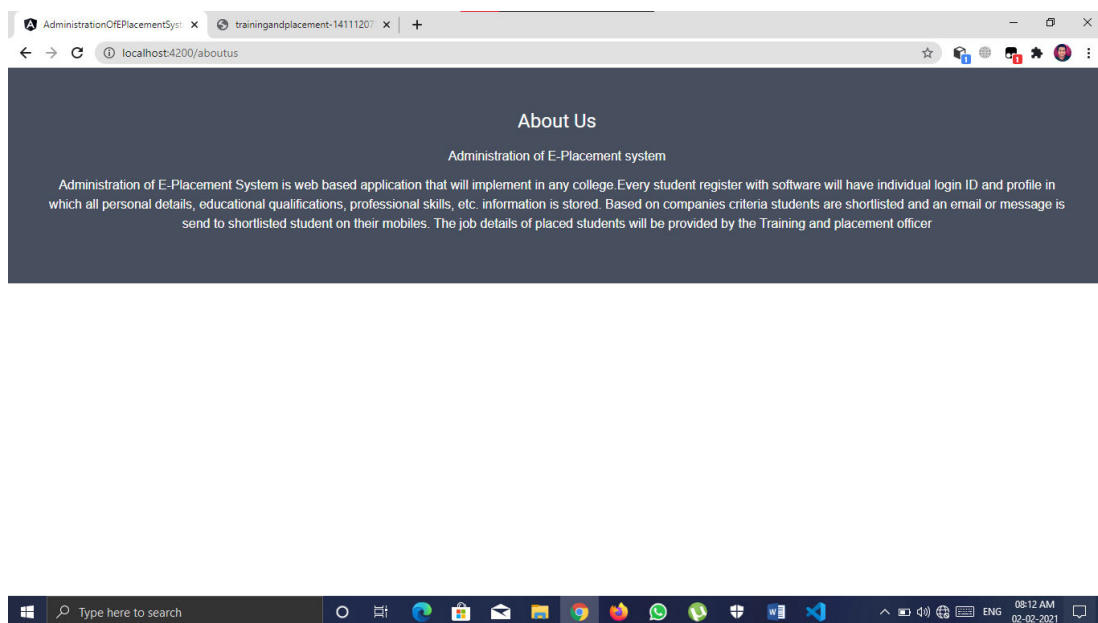 AdministrationOfEPlacementSyst
trainingandplacement-14111207
localhost:4200/aboutus
1
1
About Us
Administration of E-Placement system
Administration of E-Placement System is web based application that will implement in any college.Every student register with software will have individual login ID and profile in
which all personal details, educational qualifications, professional skills, etc. information is stored. Based on companies criteria students are shortlisted and an email or message is
send to shortlisted student on their mobiles. The job details of placed students will be provided by the Training and placement officer
Type here to search
ENG
08:12 AM
02-02-2021